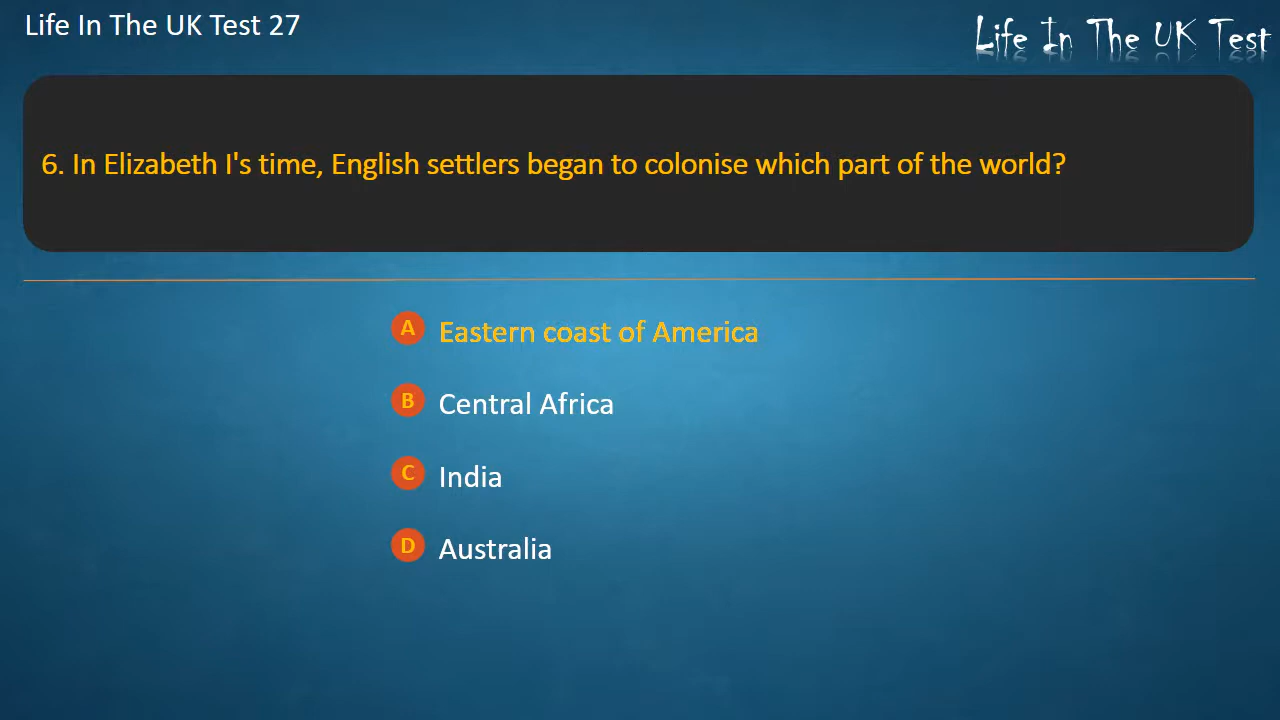 Life In The UK Test 27
Life In The UK Test
6. In Elizabeth I's time, English settlers began to colonise which part of the world?
A Eastern coast of America
B Central Africa
C India
D Australia